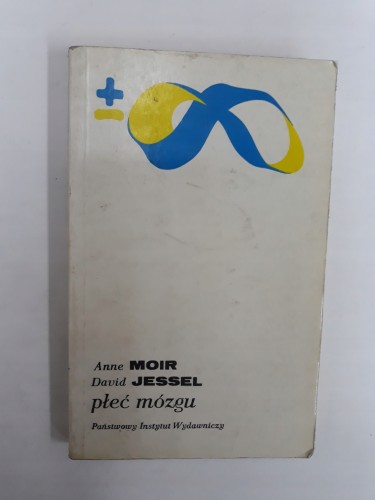 ±
Anne MOIR
David JESSEL
płeć mózgu
Państwowy Instytut Wydawniczy